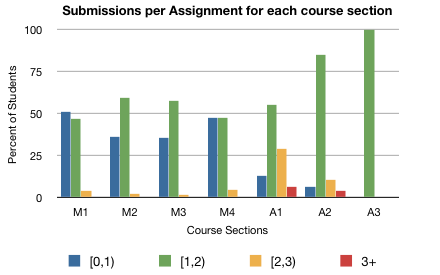 Submissions per Assignment for each course section
Percent of Students
100
75
50
25
0
M1 M2 M3 M4 A1 A2 A3
Course Sections
[0,1) [1,2) [2,3) 3+